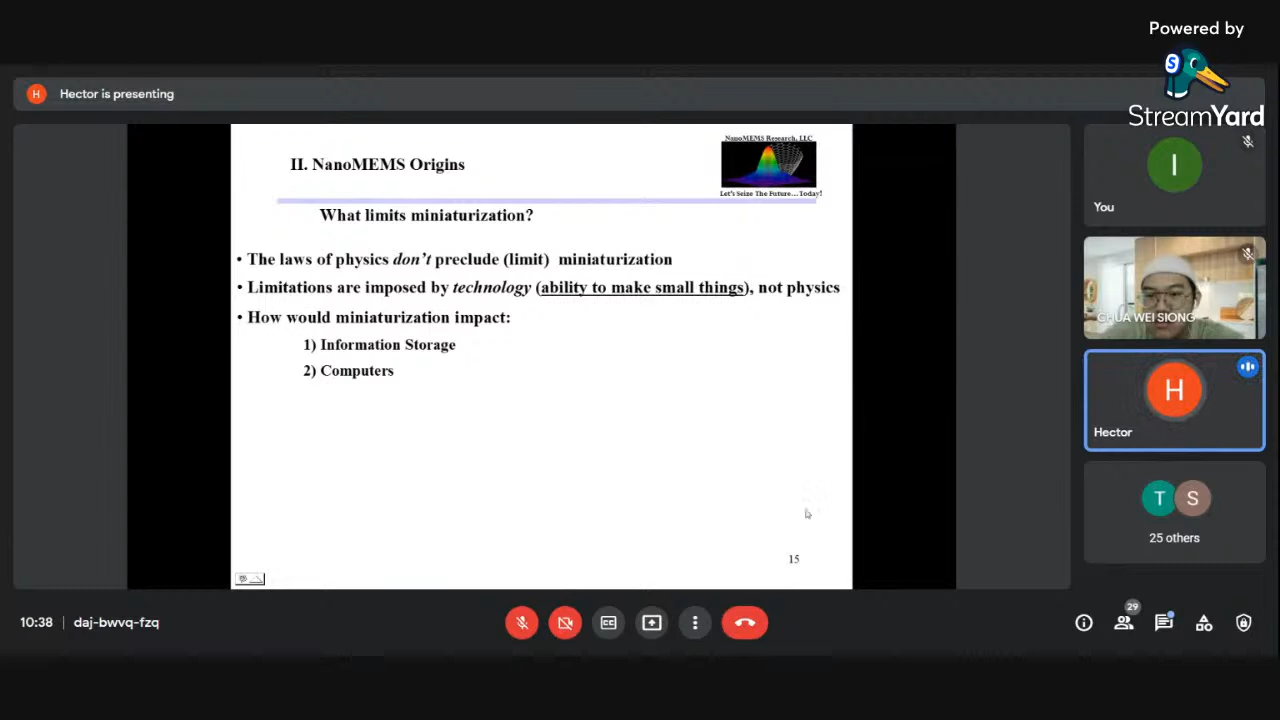 Powered by
StreamYard
H
Hector is presenting
II. NanoMEMS Origins
NanoMEMS Research, LLC
Let's Seize The Future...Today!
What limits miniaturization?
• The laws of physics don't preclude (limit) miniaturization
• Limitations are imposed by technology (ability to make small things), not physics
• How would miniaturization impact:
1) Information Storage
2) Computers
15
I
You
CHUA WEI SIONG
H
Hector
T S
25 others
10:38 | daj-bwvq-fzq
CC
29